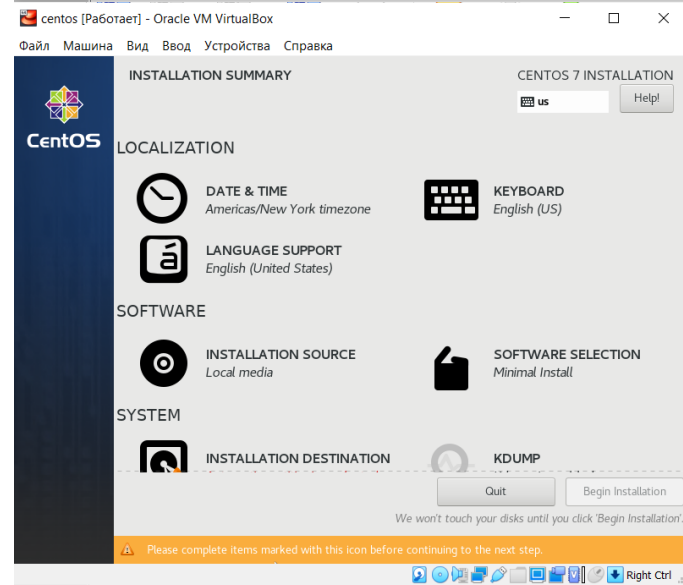 centos [Работает] - Oracle VM VirtualBox
Файл Машина Вид Ввод Устройства Справка
INSTALLATION SUMMARY
CENTOS 7 INSTALLATION
us
Help!
CentOS
LOCALIZATION
DATE & TIME
Americas/New York timezone
KEYBOARD
English (US)
LANGUAGE SUPPORT
English (United States)
SOFTWARE
INSTALLATION SOURCE
Local media
SOFTWARE SELECTION
Minimal Install
SYSTEM
INSTALLATION DESTINATION
KDUMP
Quit
Begin Installation
We won't touch your disks until you click 'Begin Installation'.
Please complete items marked with this icon before continuing to the next step.
Right Ctrl